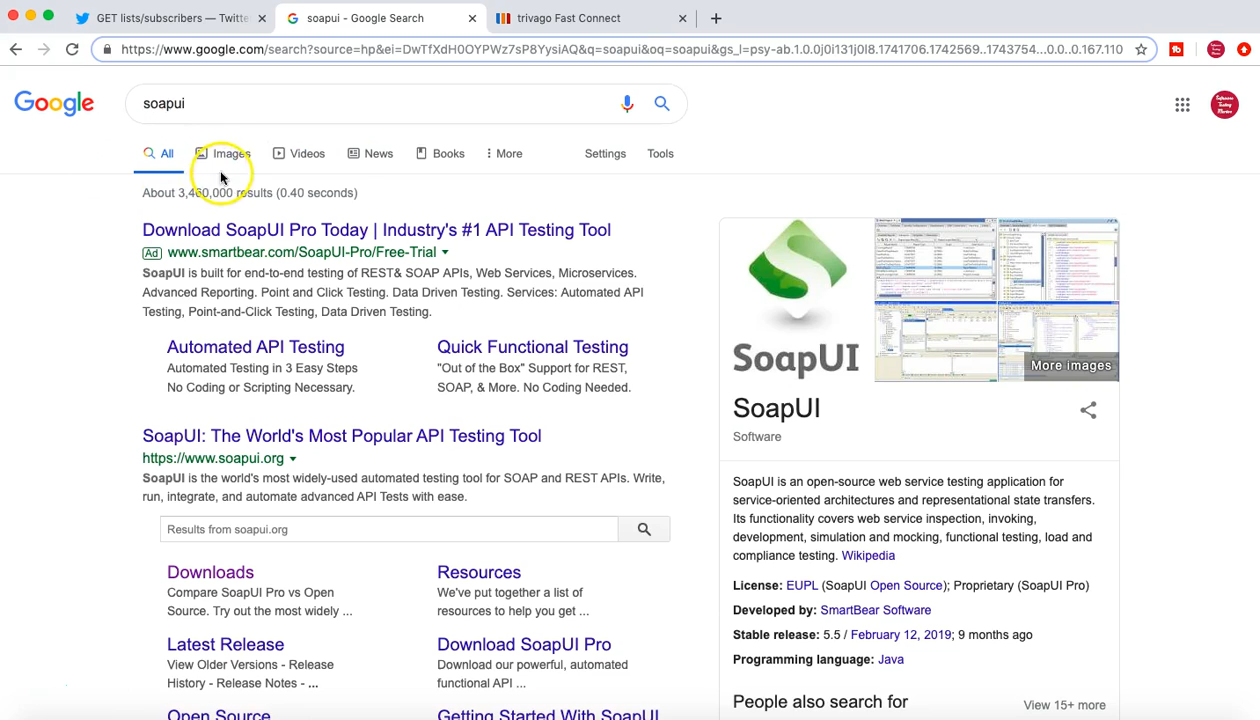 GET lists/subscribers — Twitte
soapui - Google Search
trivago Fast Connect
https://www.google.com/search?source=hp&ei=DwTfXdH0OYPWz7sP8YysiAQ&q=soapui&oq=soapui&gs_l=psy-ab.1.0.0j0i131j0l8.1741706.1742569..1743754...0.0..0.167.110
Google
soapui
All
Images
Videos
News
Books
More
Settings
Tools
About 3,460,000 results (0.40 seconds)
Download SoapUI Pro Today | Industry's #1 API Testing Tool
Ad www.smartbear.com/SoapUI-Pro/Free-Trial
SoapUI is built for end-to-end testing of REST& SOAP APIs, Web Services, Microservices.
Advanced Reporting. Point and Click Testing. Data Driven Testing. Services: Automated API
Testing, Point-and-Click Testing, Data Driven Testing.
Automated API Testing
Automated Testing in 3 Easy Steps
No Coding or Scripting Necessary.
Quick Functional Testing
"Out of the Box" Support for REST,
SOAP, & More. No Coding Needed.
SoapUI: The World's Most Popular API Testing Tool
https://www.soapui.org
SoapUI is the world's most widely-used automated testing tool for SOAP and REST APIs. Write,
run, integrate, and automate advanced API Tests with ease.
Results from soapui.org
Downloads
Compare SoapUI Pro vs Open
Source. Try out the most widely ...
Resources
We've put together a list of
resources to help you get ...
Latest Release
View Older Versions - Release
History - Release Notes - ...
Download SoapUI Pro
Download our powerful, automated
functional API ...
Open Source
Getting Started With SoapUI
SoapUI
More images
SoapUI
Software
SoapUI is an open-source web service testing application for
service-oriented architectures and representational state transfers.
Its functionality covers web service inspection, invoking,
development, simulation and mocking, functional testing, load and
compliance testing. Wikipedia
License: EUPL (SoapUI Open Source); Proprietary (SoapUI Pro)
Developed by: SmartBear Software
Stable release: 5.5 / February 12, 2019; 9 months ago
Programming language: Java
People also search for
View 15+ more